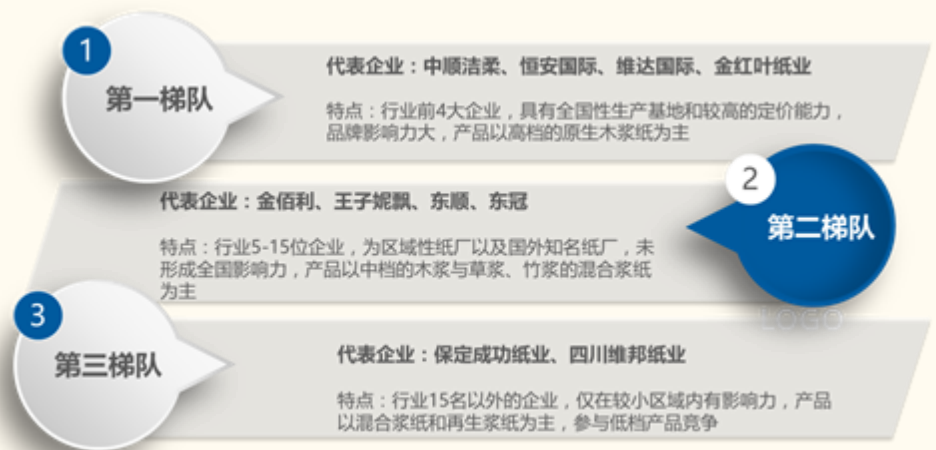 1
第一梯队
代表企业：中顺洁柔、恒安国际、维达国际、金红叶纸业
特点：行业前4大企业，具有全国性生产基地和较高的定价能力，
品牌影响力大，产品以高档的原生木浆纸为主
2
第二梯队
代表企业：金佰利、王子妮飘、东顺、东冠
特点：行业5-15位企业，为区域性纸厂以及国外知名纸厂，未
形成全国影响力，产品以中档的木浆与草浆、竹浆的混合浆纸
为主
LOGO
3
第三梯队
代表企业：保定成功纸业、四川维邦纸业
特点：行业15名以外的企业，仅在较小区域内有影响力，产品
以混合浆纸和再生浆纸为主，参与低档产品竞争